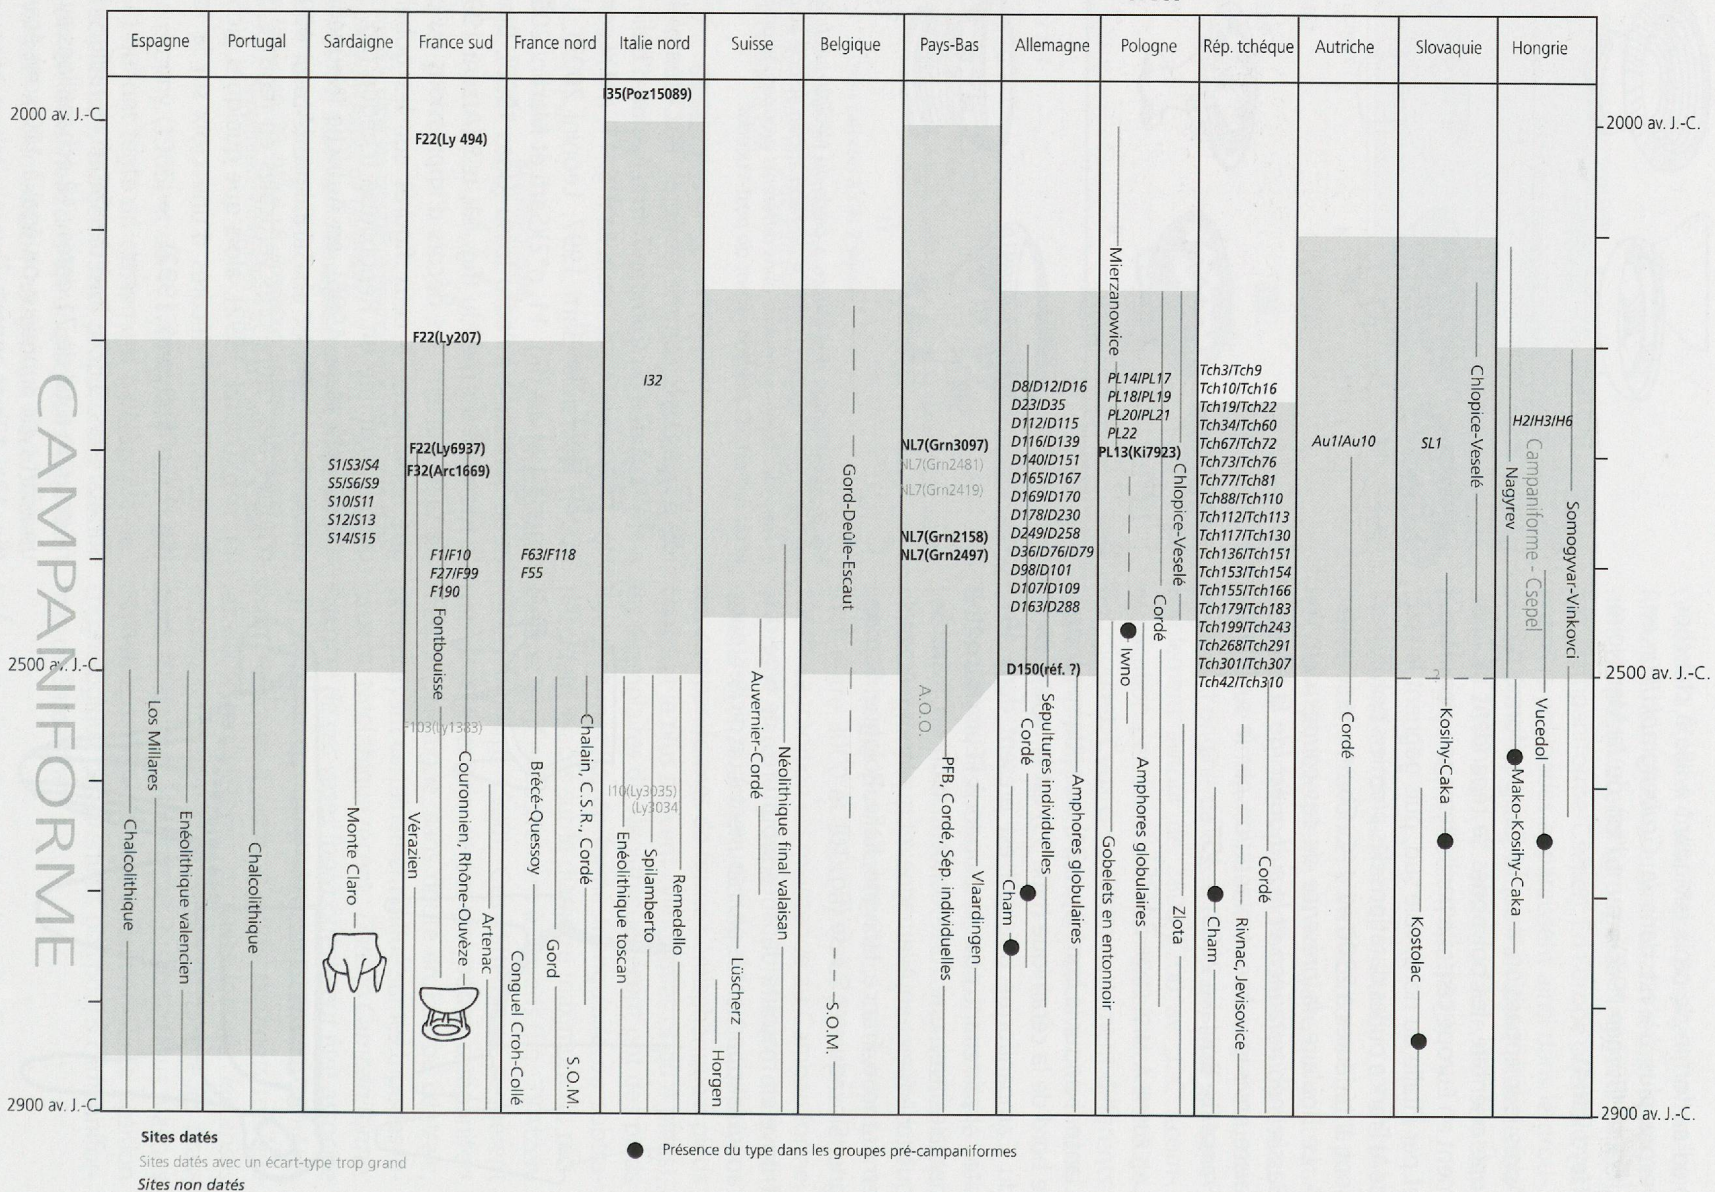 Espagne
Portugal
Sardaigne
France sud
France nord
Italie nord
Suisse
Belgique
Pays-Bas
Allemagne
Pologne
Rép. tchéque
Autriche
Slovaquie
Hongrie
2000 av. J.-C.
2500 av. J.-C.
2900 av. J.-C.
2000 av. J.-C.
2500 av. J.-C.
2900 av. J.-C.
CAMPANIFORME
Chalcolithique
Los Millares
Enéolithique valencien
Chalcolithique
S1/S3/S4
S5/S6/S9
S10/S11
S12/S13
S14/S15
Monte Claro
F22(Ly 494)
F22(Ly207)
F22(Ly6937)
F32(Arc1669)
F1/F10
F27/F99
F190
Fontbouisse
F103(Ly1383)
Vérazien
Couronnien, Rhône-Ouvèze
Artenac
F63/F118
F55
Chalain, C.S.R., Cordé
Brécé-Quessoy
Gord
Conguel Croh-Collé
S.O.M.
I35(Poz15089)
I32
I10(Ly3035)
(Ly3034
Enéolithique toscan
Spilamberto
Remedello
Auvernier-Cordé
Néolithique final valaisan
Lüscherz
Horgen
Gord-Deûle-Escaut
S.O.M.
NL7(Grn3097)
NL7(Grn2481)
NL7(Grn2419)
NL7(Grn2158)
NL7(Grn2497)
A.O.O.
PFB, Cordé, Sép. individuelles
Vlaardingen
D8/D12/D16
D23/D35
D112/D115
D116/D139
D140/D151
D165/D167
D169/D170
D178/D230
D249/D258
D36/D76/D79
D98/D101
D107/D109
D163/D288
D150(réf. ?)
Cordé
Sépultures individuelles
Amphores globulaires
Cham
Mierzanowice
PL14/PL17
PL18/PL19
PL20/PL21
PL22
PL13(Ki7923)
Chlopice-Veselé
Cordé
Iwno
Gobelets en entonnoir
Amphores globulaires
Zlota
Tch3/Tch9
Tch10/Tch16
Tch19/Tch22
Tch34/Tch60
Tch67/Tch72
Tch73/Tch76
Tch77/Tch81
Tch88/Tch110
Tch112/Tch113
Tch117/Tch130
Tch136/Tch151
Tch153/Tch154
Tch155/Tch166
Tch179/Tch183
Tch199/Tch243
Tch268/Tch291
Tch301/Tch307
Tch42/Tch310
Cham
Rivnac, Jevisovice
Cordé
Au1/Au10
Cordé
SL1
Chlopice-Veselé
?
Kosihy-Caka
Kostolac
H2/H3/H6
Nagyrev
Campaniforme - Csepel
Somogyvar-Vinkovci
Vucedol
Mako-Kosihy-Caka
Sites datés
Sites datés avec un écart-type trop grand
Sites non datés
Présence du type dans les groupes pré-campaniformes